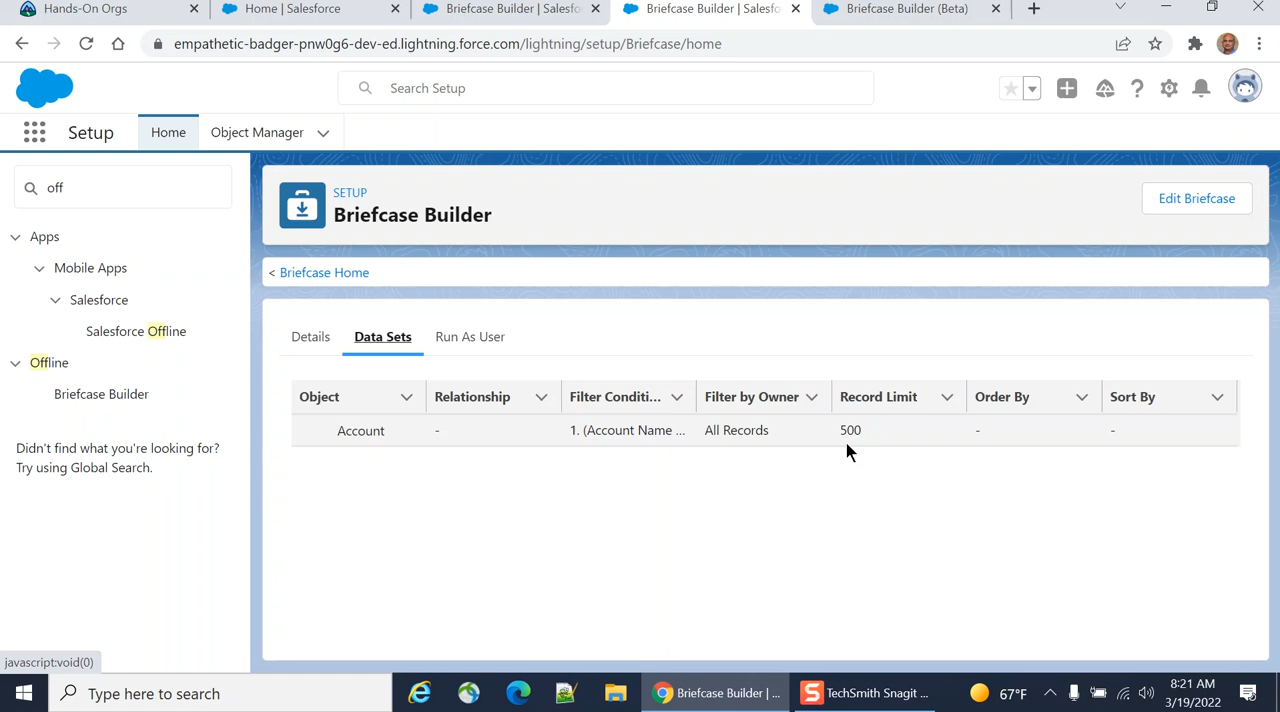 Hands-On Orgs
Home | Salesforce
Briefcase Builder | Salesfo
Briefcase Builder | Salesfo
Briefcase Builder (Beta)
empathetic-badger-pnw0g6-dev-ed.lightning.force.com/lightning/setup/Briefcase/home
Search Setup
Setup
Home
Object Manager
off
Apps
Mobile Apps
Salesforce
Salesforce Offline
Offline
Briefcase Builder
Didn't find what you're looking for?
Try using Global Search.
SETUP
Briefcase Builder
Edit Briefcase
< Briefcase Home
Details
Data Sets
Run As User
Object
Relationship
Filter Conditi...
Filter by Owner
Record Limit
Order By
Sort By
Account
-
1. (Account Name ...
All Records
500
-
-
javascript:void(0)
Type here to search
Briefcase Builder | ...
TechSmith Snagit ...
67°F
8:21 AM
3/19/2022